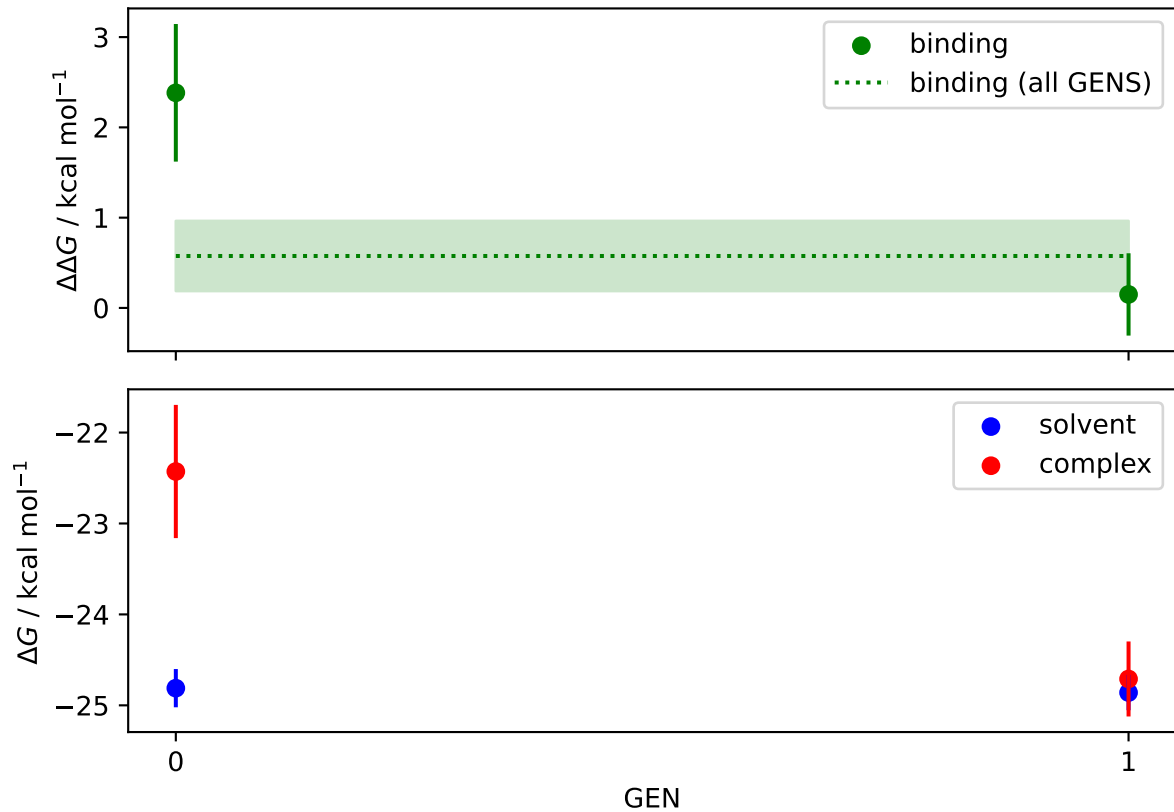 ΔΔG / kcal mol⁻¹
3
2
1
0
binding
binding (all GENS)
ΔG / kcal mol⁻¹
−22
−23
−24
−25
solvent
complex
0
1
GEN